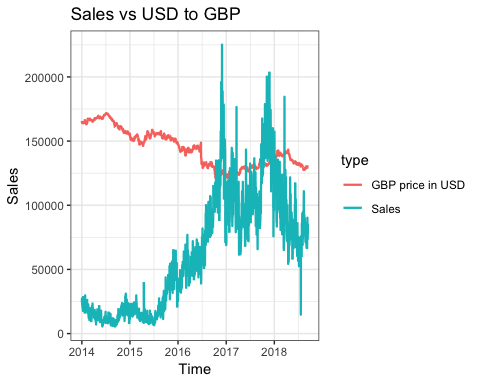 Sales vs USD to GBP
200000
150000
100000
50000
0
Sales
2014 2015 2016 2017 2018
Time
type
GBP price in USD
Sales